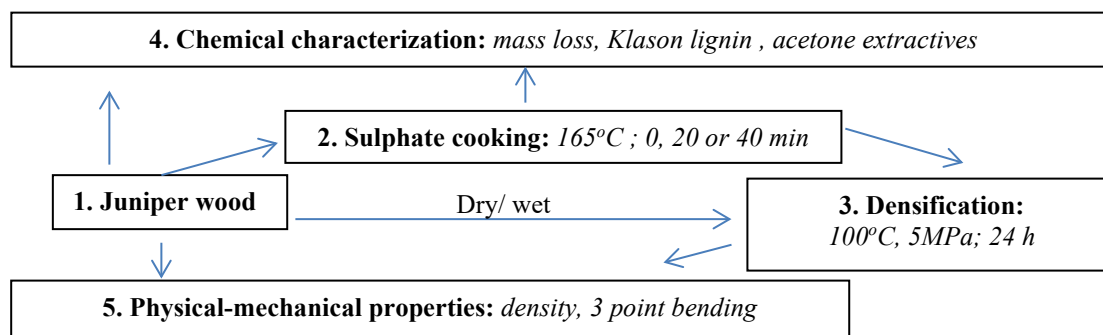 4. Chemical characterization: mass loss, Klason lignin , acetone extractives
2. Sulphate cooking: 165°C ; 0, 20 or 40 min
1. Juniper wood
Dry/ wet
3. Densification:
100°C, 5MPa; 24 h
5. Physical-mechanical properties: density, 3 point bending